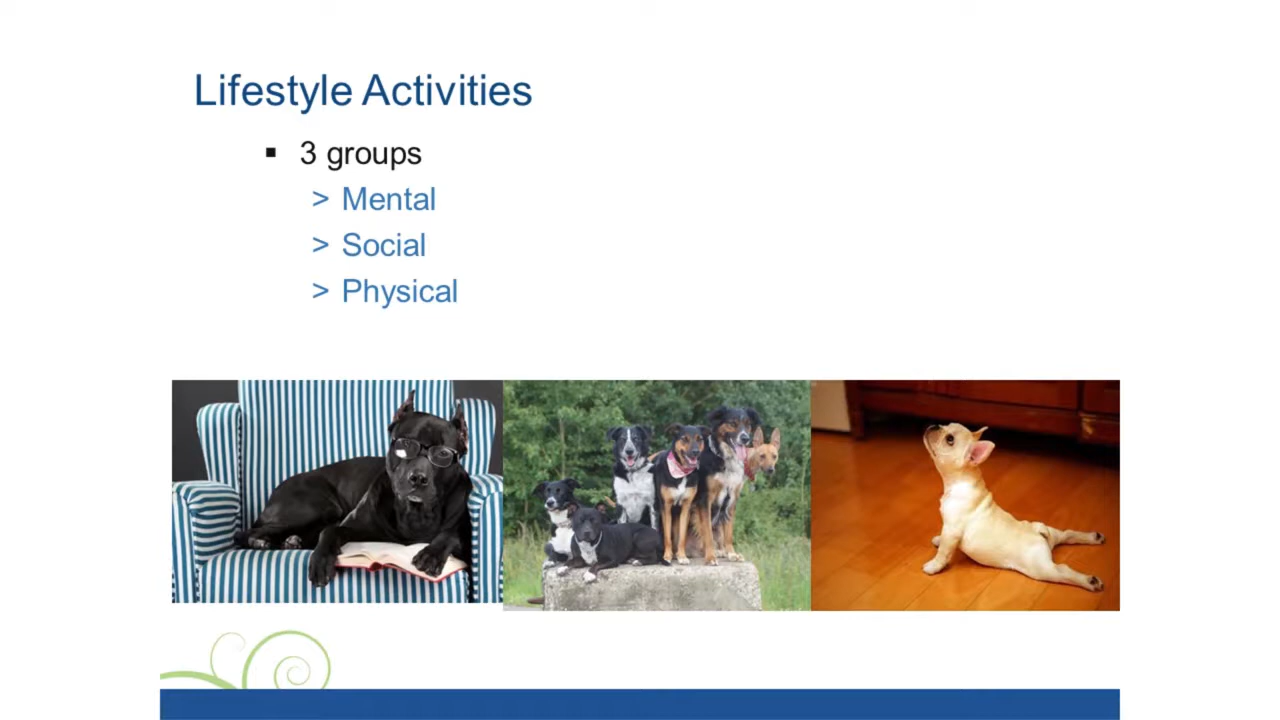 Lifestyle Activities
▪ 3 groups
> Mental
> Social
> Physical